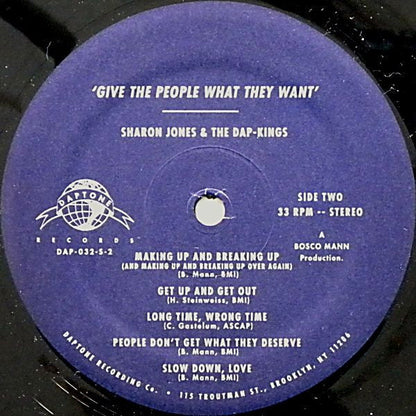 'GIVE THE PEOPLE WHAT THEY WANT'
SHARON JONES & THE DAP-KINGS
DAPTONE
RECORDS
DAP-032-S-2
SIDE TWO
33 RPM -- STEREO
A
BOSCO MANN
Production.
MAKING UP AND BREAKING UP
(AND MAKING UP AND BREAKING UP OVER AGAIN)
(B. Mann, BMI)
GET UP AND GET OUT
(H. Steinweiss, BMI)
LONG TIME, WRONG TIME
(C. Gastelum, ASCAP)
PEOPLE DON'T GET WHAT THEY DESERVE
(B. Mann, BMI)
SLOW DOWN, LOVE
(B. Mann, BMI)
DAPTONE RECORDING Co. • 115 TROUTMAN ST., BROOKLYN, NY 11206